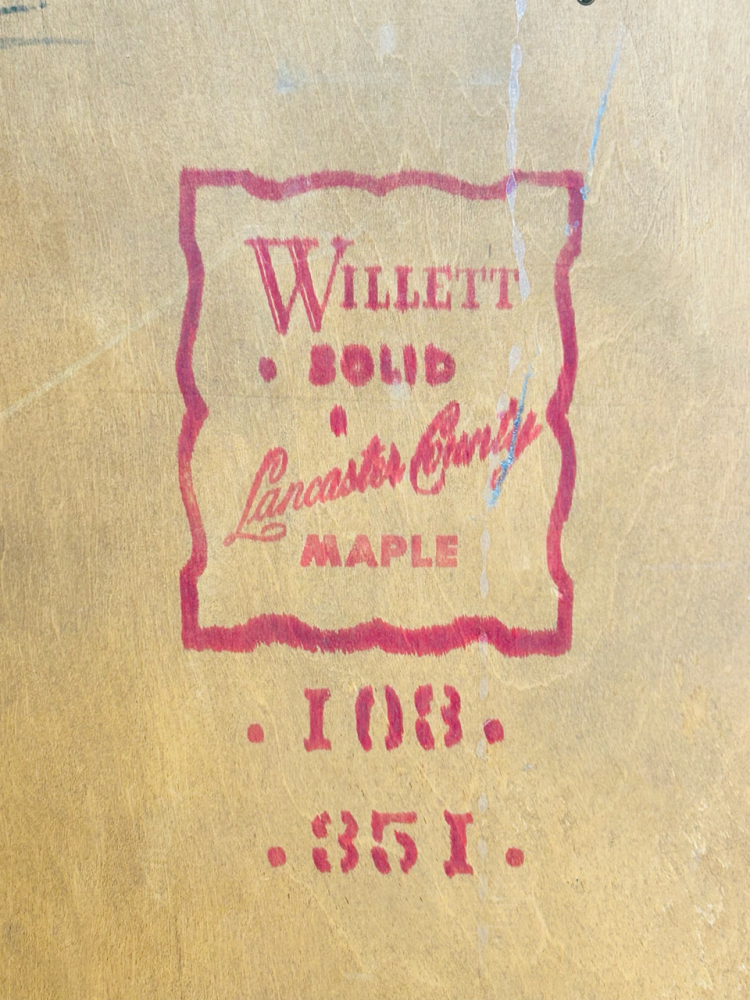 WILLETT
SOLID
Lancaster County
MAPLE
.108.
.351.